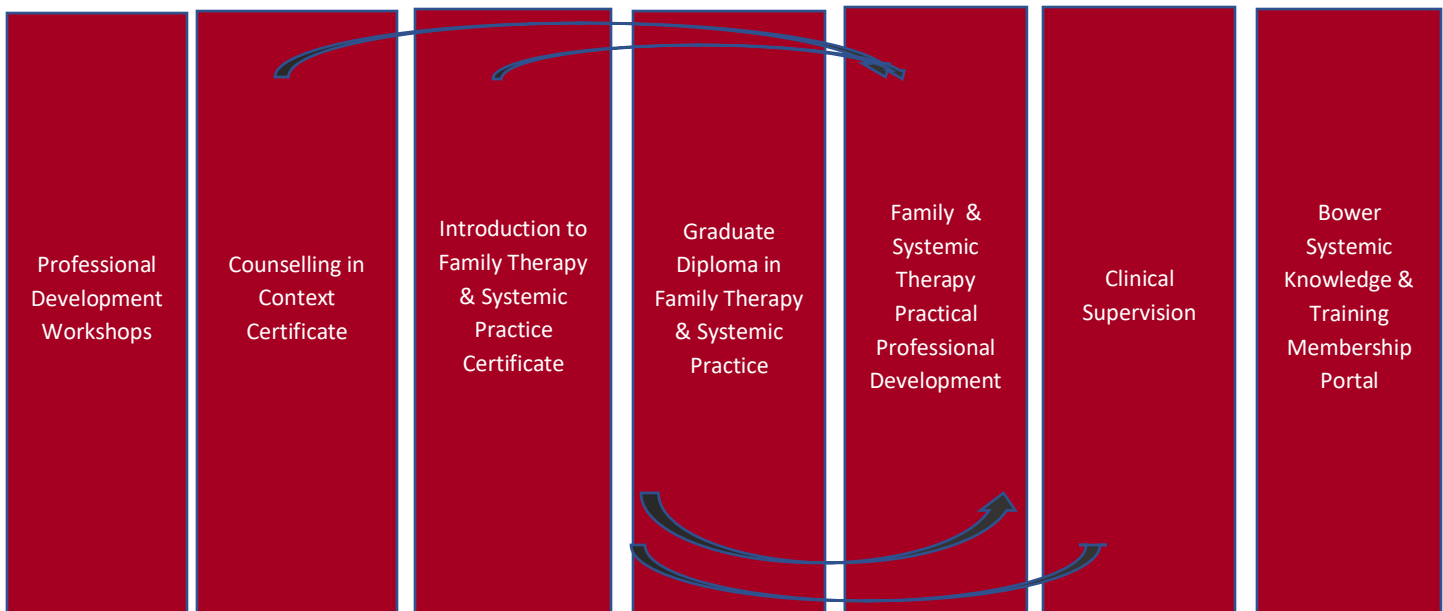 Professional
Development
Workshops
Counselling in
Context
Certificate
Introduction to
Family Therapy
& Systemic
Practice
Certificate
Graduate
Diploma in
Family Therapy
& Systemic
Practice
Family &
Systemic
Therapy
Practical
Professional
Development
Clinical
Supervision
Bower
Systemic
Knowledge &
Training
Membership
Portal